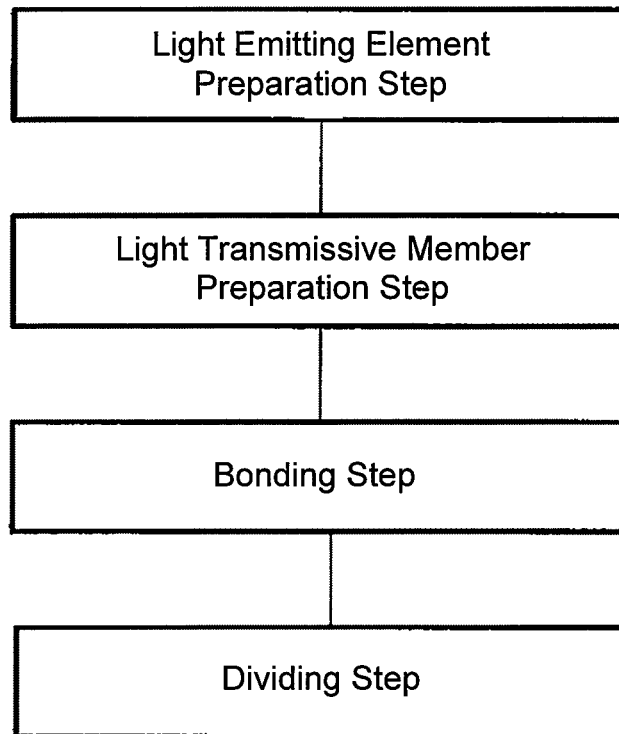 Light Emitting Element
Preparation Step
Light Transmissive Member
Preparation Step
Bonding Step
Dividing Step